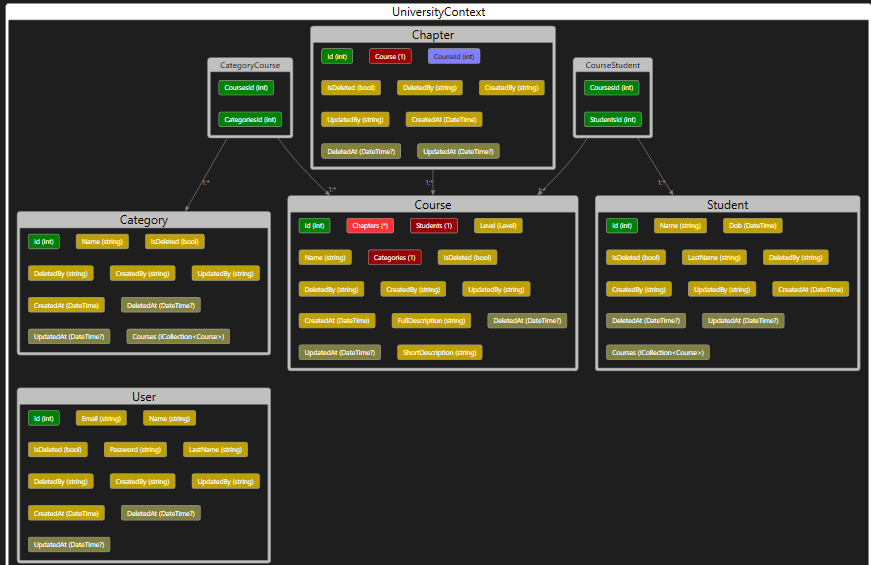 UniversityContext
CategoryCourse
CoursesId (int)
CategoriesId (int)
Chapter
Id (int) Course (1) CourseId (int)
IsDeleted (bool) DeletedBy (string) CreatedBy (string)
UpdatedBy (string) CreatedAt (DateTime)
DeletedAt (DateTime?) UpdatedAt (DateTime?)
CourseStudent
CoursesId (int)
StudentsId (int)
1:* 1:* 1:* 1:* 1:*
Category
Id (int) Name (string) IsDeleted (bool)
DeletedBy (string) CreatedBy (string) UpdatedBy (string)
CreatedAt (DateTime) DeletedAt (DateTime?)
UpdatedAt (DateTime?) Courses (ICollection<Course>)
Course
Id (int) Chapters (*) Students (1) Level (Level)
Name (string) Categories (1) IsDeleted (bool)
DeletedBy (string) CreatedBy (string) UpdatedBy (string)
CreatedAt (DateTime) FullDescription (string) DeletedAt (DateTime?)
UpdatedAt (DateTime?) ShortDescription (string)
Student
Id (int) Name (string) Dob (DateTime)
IsDeleted (bool) LastName (string) DeletedBy (string)
CreatedBy (string) UpdatedBy (string) CreatedAt (DateTime)
DeletedAt (DateTime?) UpdatedAt (DateTime?)
Courses (ICollection<Course>)
User
Id (int) Email (string) Name (string)
IsDeleted (bool) Password (string) LastName (string)
DeletedBy (string) CreatedBy (string) UpdatedBy (string)
CreatedAt (DateTime) DeletedAt (DateTime?)
UpdatedAt (DateTime?)